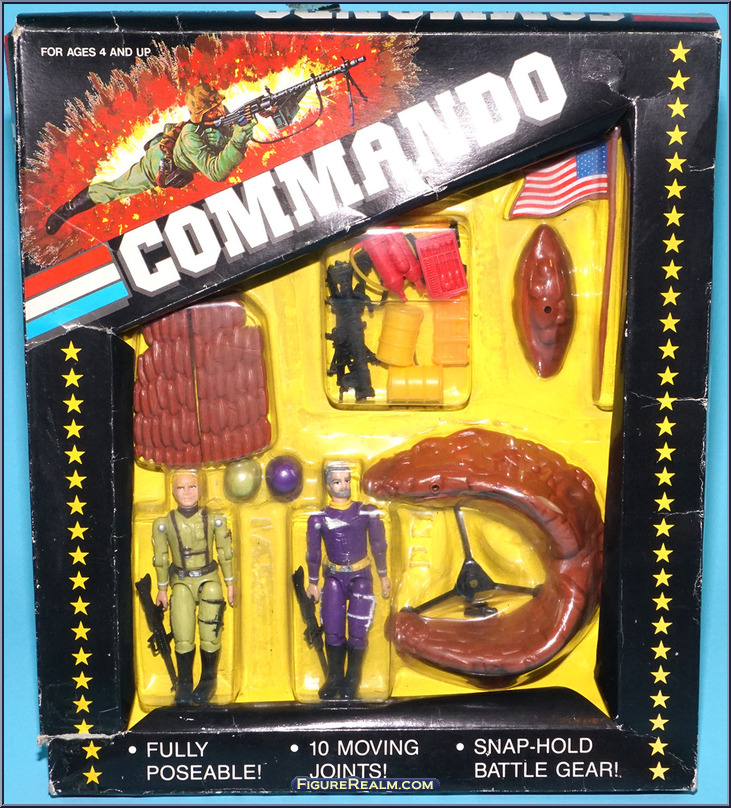 FOR AGES 4 AND UP
COMMANDO
• FULLY
POSEABLE!
• 10 MOVING
JOINTS!
• SNAP-HOLD
BATTLE GEAR!
FIGUREREALM.COM